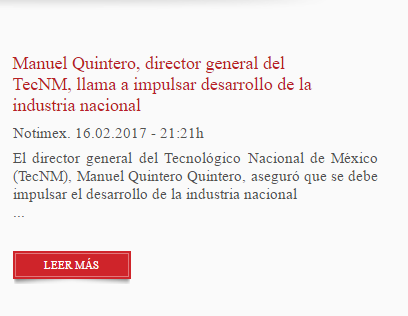 Manuel Quintero, director general del
TecNM, llama a impulsar desarrollo de la
industria nacional
Notimex. 16.02.2017 - 21:21h
El director general del Tecnológico Nacional de México
(TecNM), Manuel Quintero Quintero, aseguró que se debe
impulsar el desarrollo de la industria nacional
...
LEER MÁS